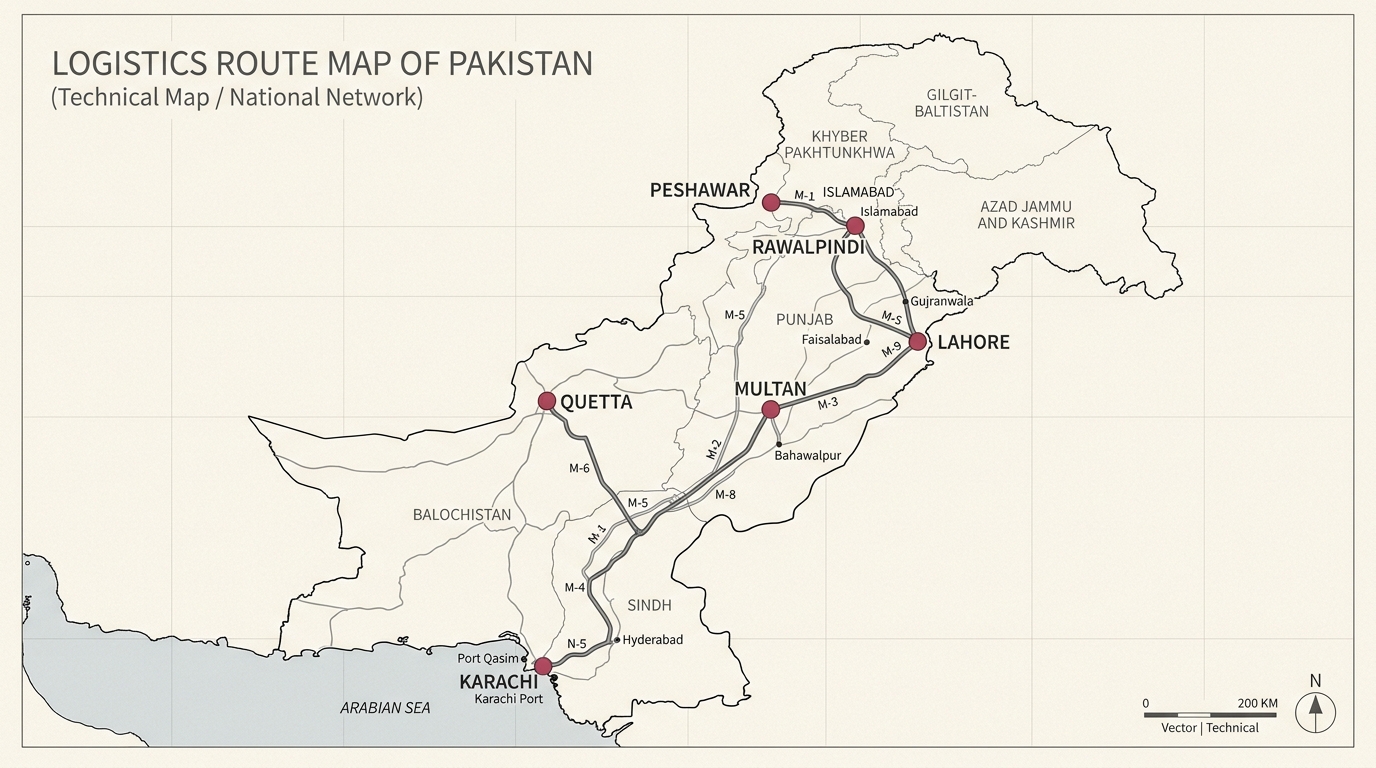 LOGISTICS ROUTE MAP OF PAKISTAN
(Technical Map / National Network)
GILGIT-
BALTISTAN
KHYBER
PAKHTUNKHWA
PESHAWAR
M-1
ISLAMABAD
Islamabad
AZAD JAMMU
AND KASHMIR
RAWALPINDI
Gujranwala
M-5
PUNJAB
M-S
Faisalabad
M-9
LAHORE
MULTAN
M-3
QUETTA
M-2
Bahawalpur
M-6
M-8
M-5
BALOCHISTAN
M-1
M-4
SINDH
N-5
Hyderabad
Port Qasim
KARACHI
Karachi Port
ARABIAN SEA
N
0
200 KM
Vector | Technical